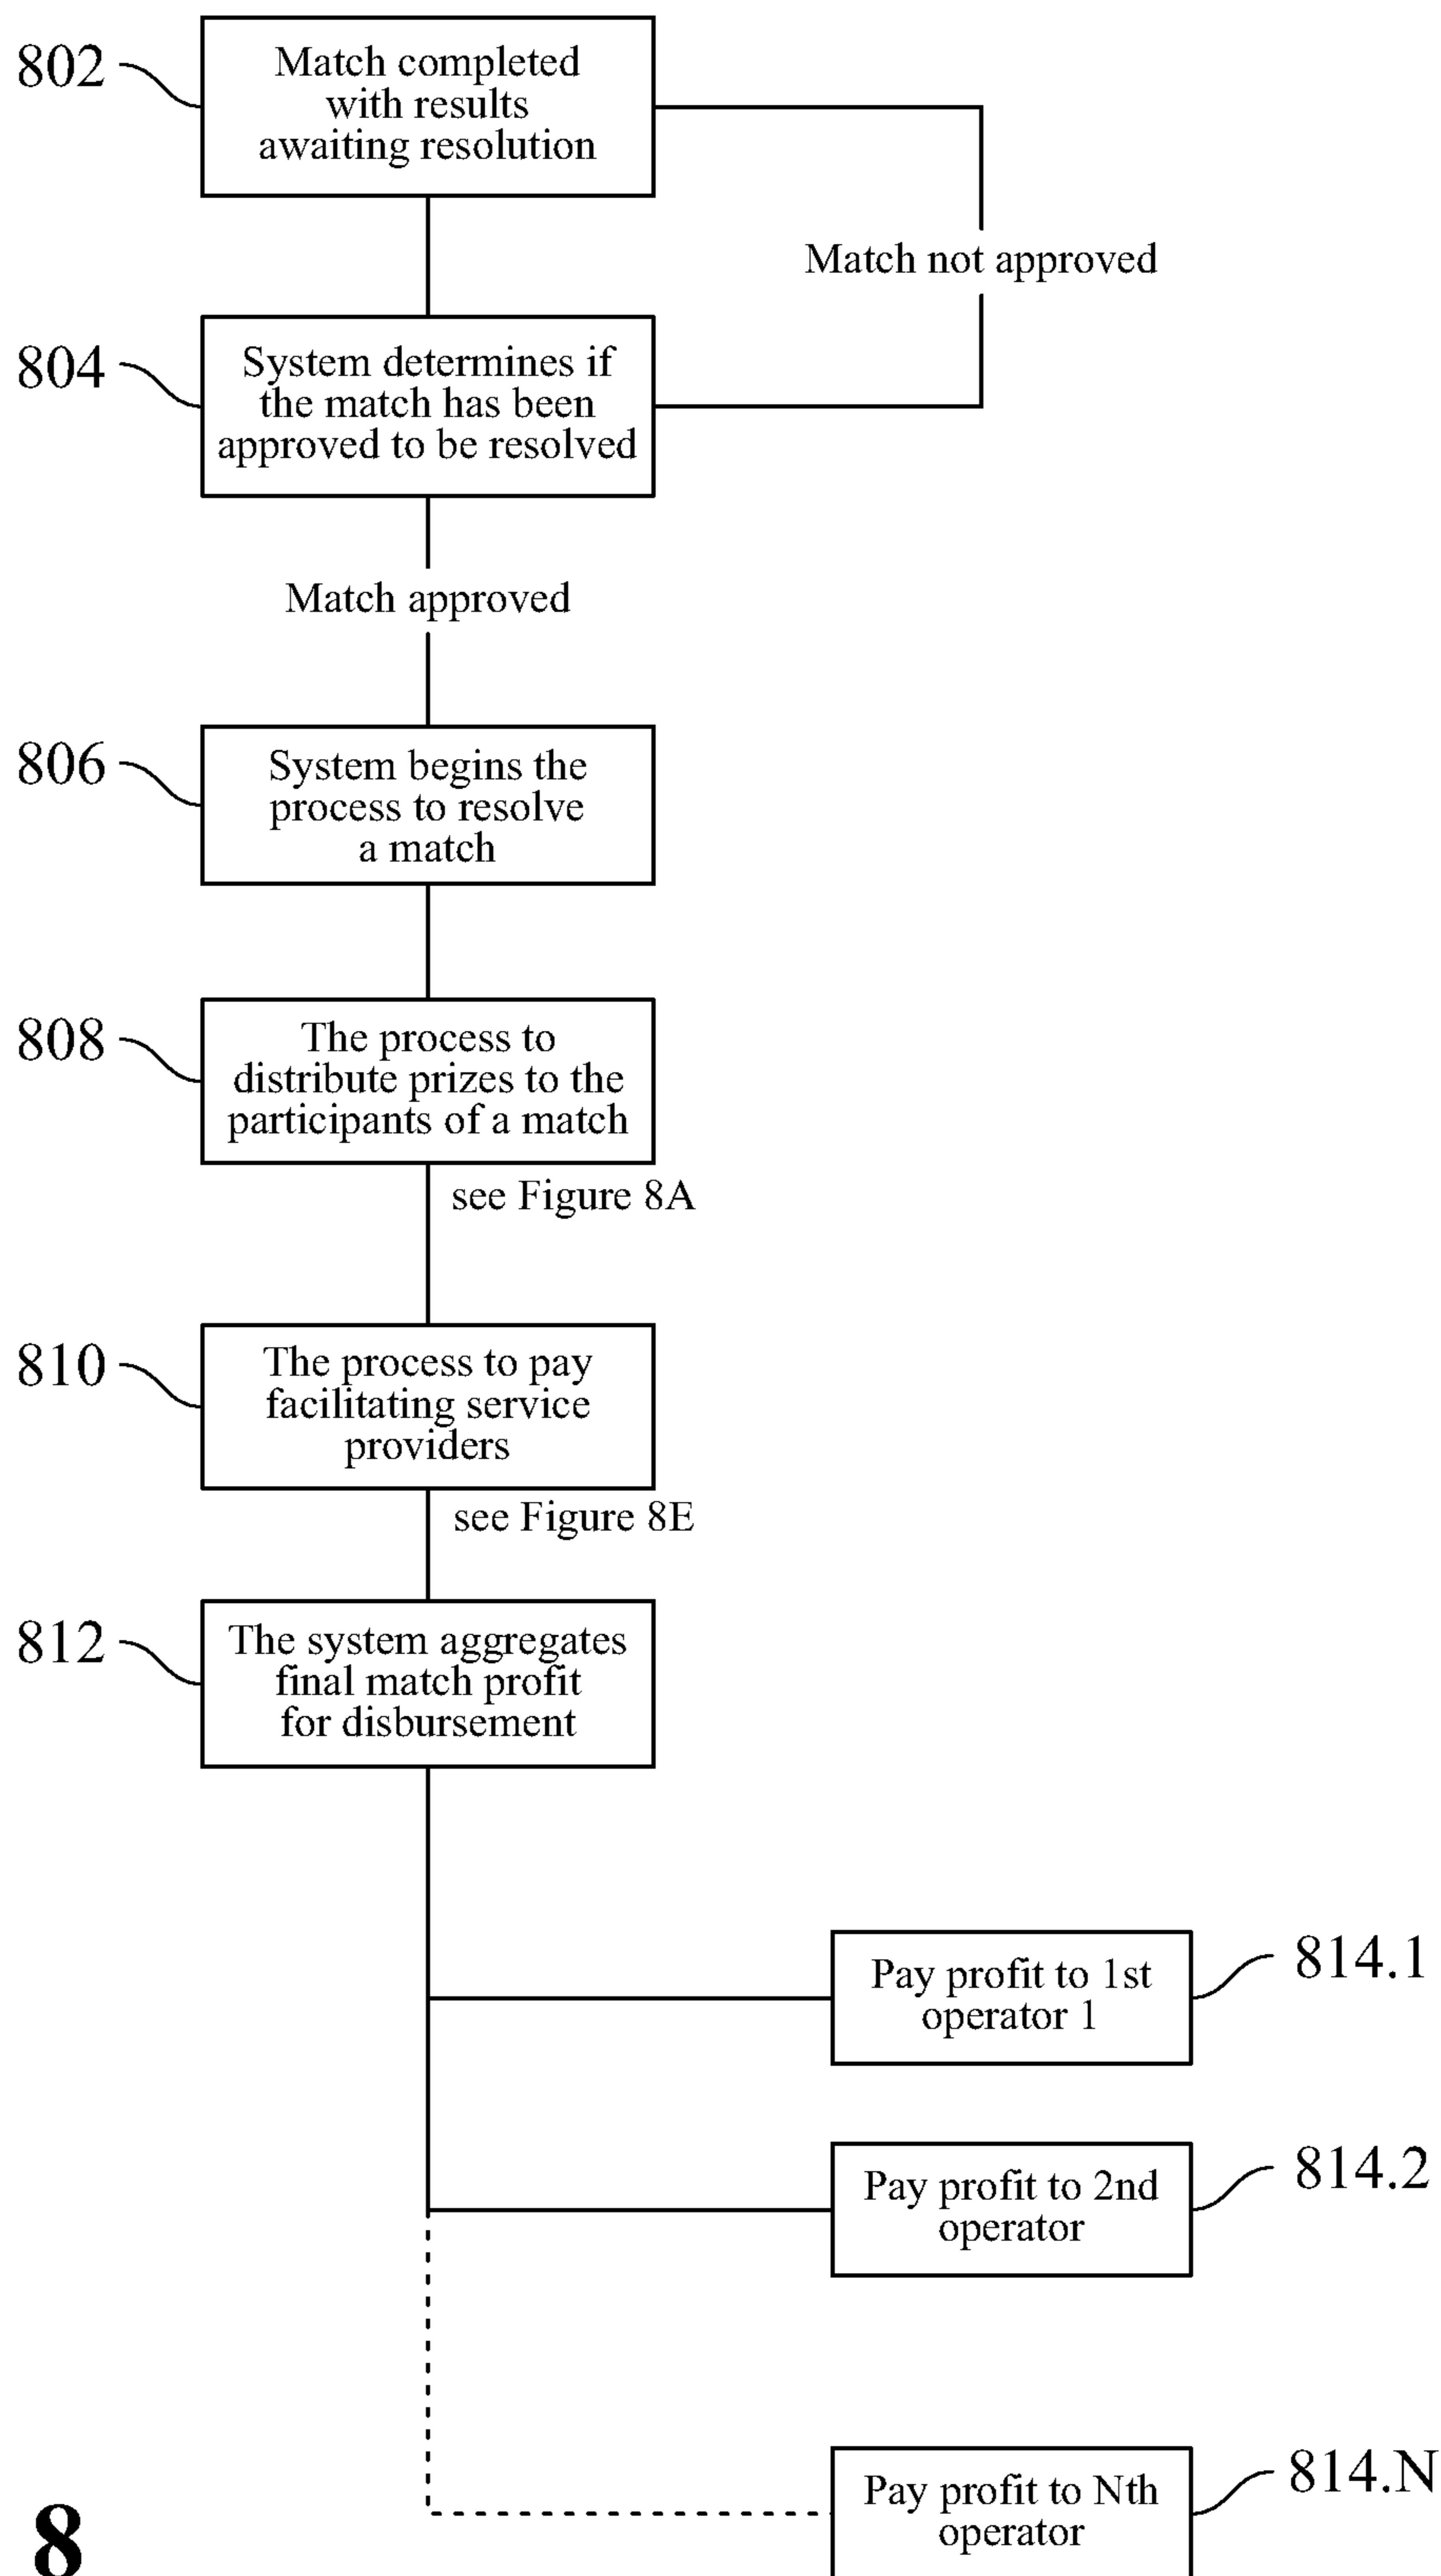 802
Match completed
with results
awaiting resolution
Match not approved
804
System determines if
the match has been
approved to be resolved
Match approved
806
System begins the
process to resolve
a match
808
The process to
distribute prizes to the
participants of a match
see Figure 8A
810
The process to pay
facilitating service
providers
see Figure 8E
812
The system aggregates
final match profit
for disbursement
Pay profit to 1st
operator 1
814.1
Pay profit to 2nd
operator
814.2
Pay profit to Nth
operator
814.N
8